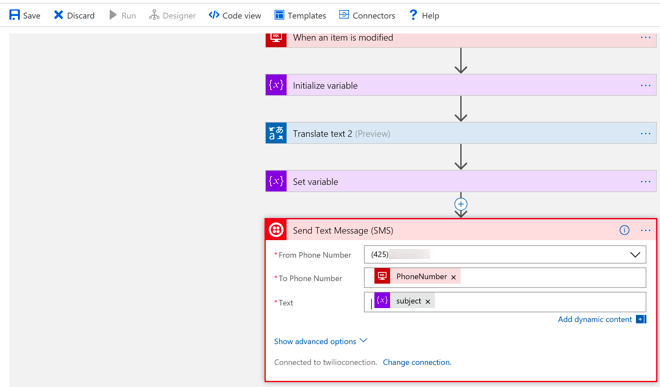 Save Discard Run Designer Code view Templates Connectors ? Help
When an item is modified ...
{x} Initialize variable ...
あ a Translate text 2 (Preview) ...
{x} Set variable ...
Send Text Message (SMS) ...
* From Phone Number (425)
* To Phone Number PhoneNumber x
* Text {x} subject x
Add dynamic content
Show advanced options
Connected to twilioconection. Change connection.